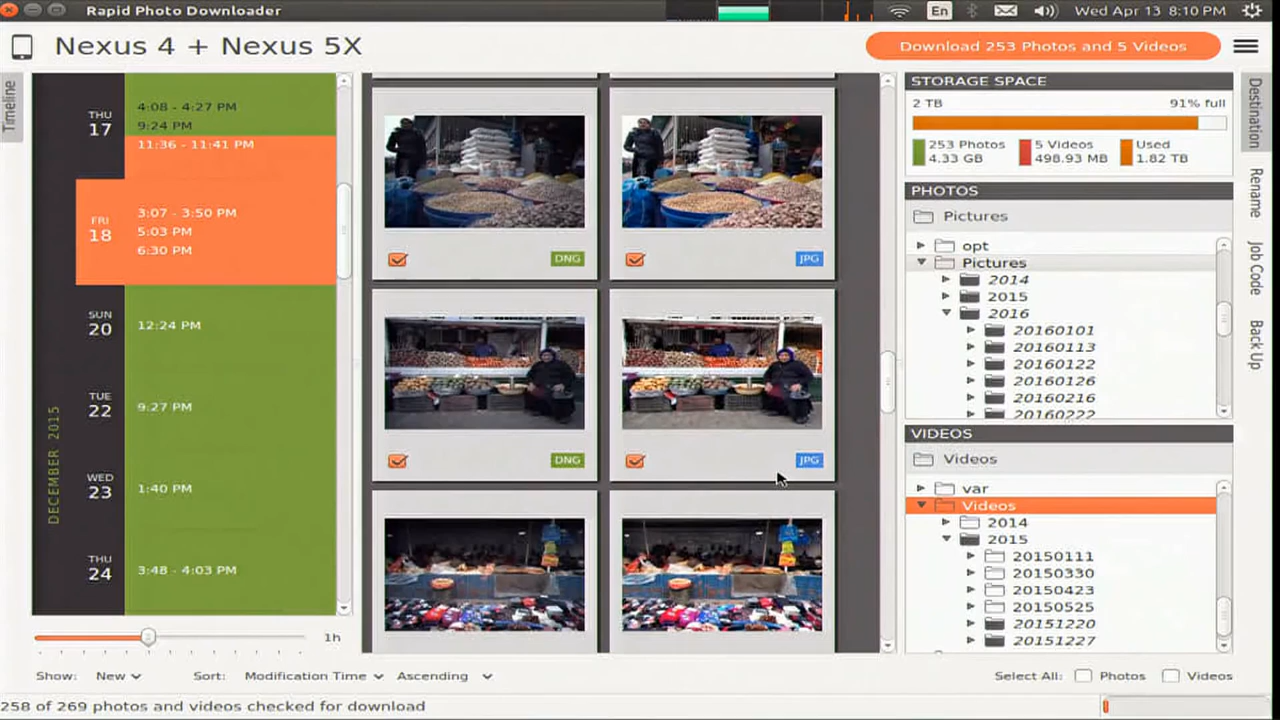 Rapid Photo Downloader
En
Wed Apr 13 8:10 PM
Nexus 4 + Nexus 5X
Download 253 Photos and 5 Videos
Timeline
THU
17
4:08 - 4:27 PM
9:24 PM
11:36 - 11:41 PM
FRI
18
3:07 - 3:50 PM
5:03 PM
6:30 PM
SUN
20
12:24 PM
TUE
22
9:27 PM
WED
23
1:40 PM
THU
24
3:48 - 4:03 PM
DECEMBER 2015
1h
DNG
JPG
DNG
JPG
STORAGE SPACE
2 TB
91% full
253 Photos
4.33 GB
5 Videos
498.93 MB
Used
1.82 TB
PHOTOS
Pictures
opt
Pictures
2014
2015
2016
20160101
20160113
20160122
20160126
20160216
20160222
VIDEOS
Videos
var
Videos
2014
2015
20150111
20150330
20150423
20150525
20151220
20151227
Destination
Rename
Job Code
Back Up
Show: New
Sort: Modification Time
Ascending
Select All: Photos Videos
258 of 269 photos and videos checked for download